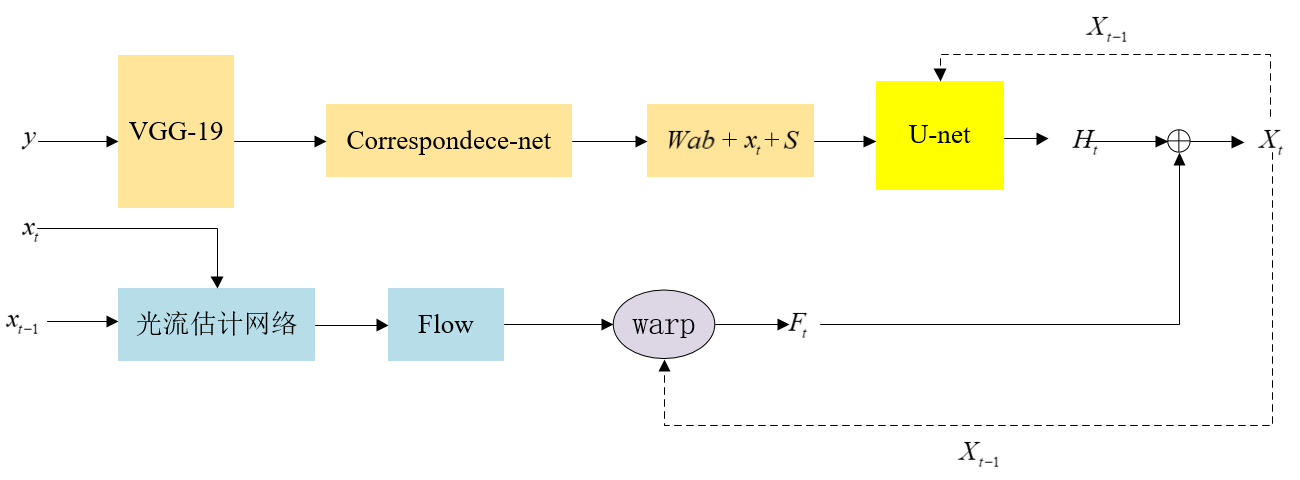 X_{t-1}
y
VGG-19
Correspondece-net
Wab + x_t + S
U-net
H_t
X_t
x_t
x_{t-1}
光流估计网络
Flow
warp
F_t
X_{t-1}